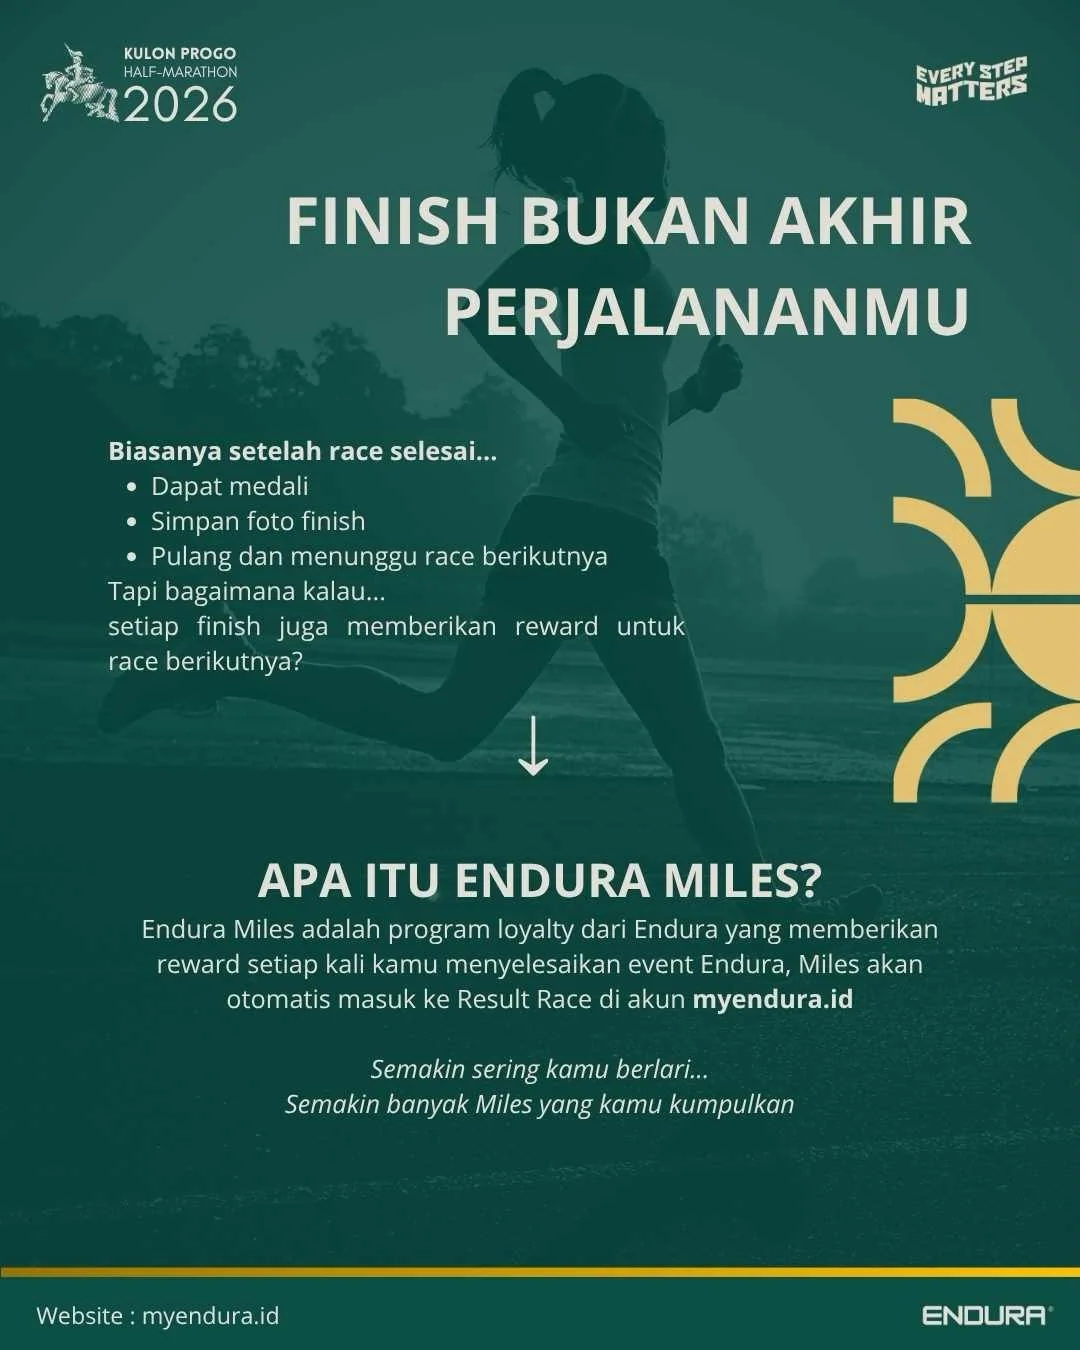 KULON PROGO
HALF-MARATHON
2026
EVERY STEP
MATTERS
FINISH BUKAN AKHIR
PERJALANANMU
Biasanya setelah race selesai...
• Dapat medali
• Simpan foto finish
• Pulang dan menunggu race berikutnya
Tapi bagaimana kalau...
setiap finish juga memberikan reward untuk
race berikutnya?
APA ITU ENDURA MILES?
Endura Miles adalah program loyalty dari Endura yang memberikan
reward setiap kali kamu menyelesaikan event Endura, Miles akan
otomatis masuk ke Result Race di akun myendura.id
Semakin sering kamu berlari...
Semakin banyak Miles yang kamu kumpulkan
Website : myendura.id
ENDURA®